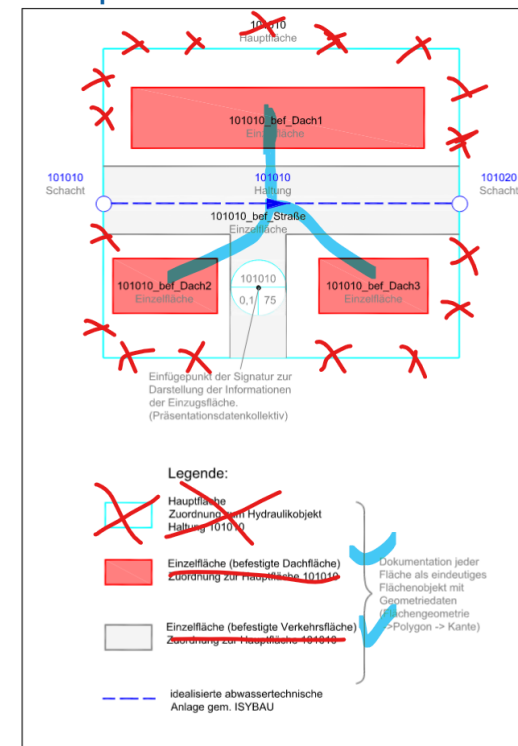 101010
Hauptfläche
101010_bef_Dach1
Einzelfläche
101010
Schacht
101010
Haltung
101020
Schacht
101010_bef_Straße
Einzelfläche
101010_bef_Dach2
Einzelfläche
101010
0,1 75
101010_bef_Dach3
Einzelfläche
Einfügepunkt der Signatur zur
Darstellung der Informationen
der Einzugsfläche.
(Präsentationsdatenkollektiv)
Legende:
Hauptfläche
Zuordnung zum Hydraulikobjekt
Haltung 101010
Einzelfläche (befestigte Dachfläche)
Zuordnung zur Hauptfläche 101010
Einzelfläche (befestigte Verkehrsfläche)
Zuordnung zur Hauptfläche 101010
Dokumentation jeder
Fläche als eindeutiges
Flächenobjekt mit
Geometriedaten
(Flächengeometrie
->Polygon -> Kante)
idealisierte abwassertechnische
Anlage gem. ISYBAU